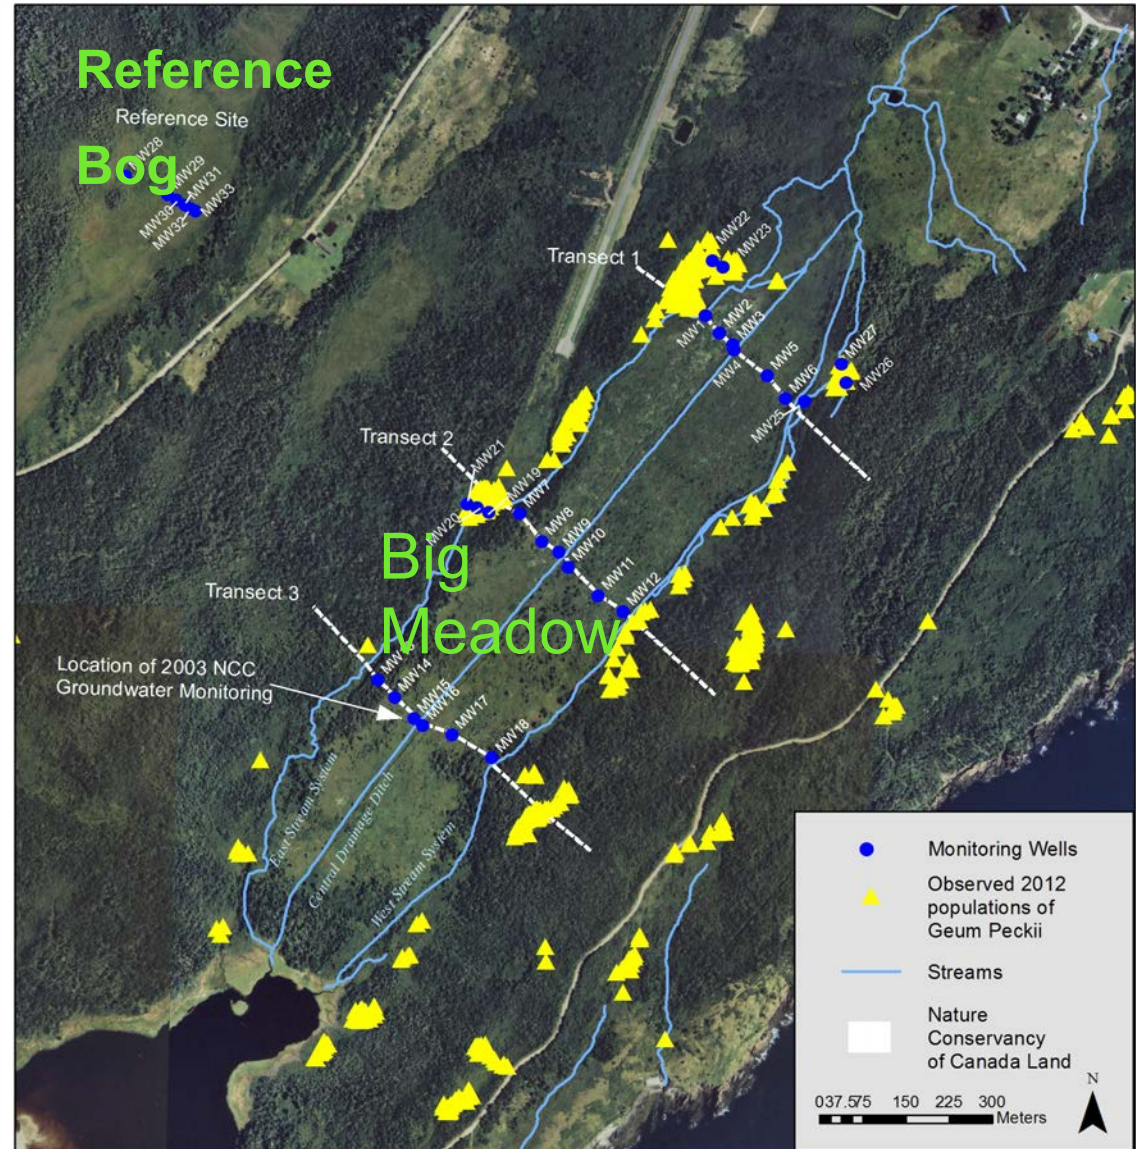 Reference
Reference Site
Bog
MW28
MW29
MW31
MW33
MW30
MW32
Transect 1
MW22
MW23
MW1
MW2
MW3
MW4
MW5
MW6
MW27
MW26
MW25
Transect 2
MW21
MW19
MW20
MW7
MW8
MW9
MW10
MW11
MW12
Big
Meadow
Transect 3
MW14
MW15
MW16
MW17
MW18
Location of 2003 NCC
Groundwater Monitoring
East Stream System
Central Drainage Ditch
West Stream System
Monitoring Wells
Observed 2012
populations of
Geum Peckii
Streams
Nature
Conservancy
of Canada Land
N
037.575 150 225 300
Meters